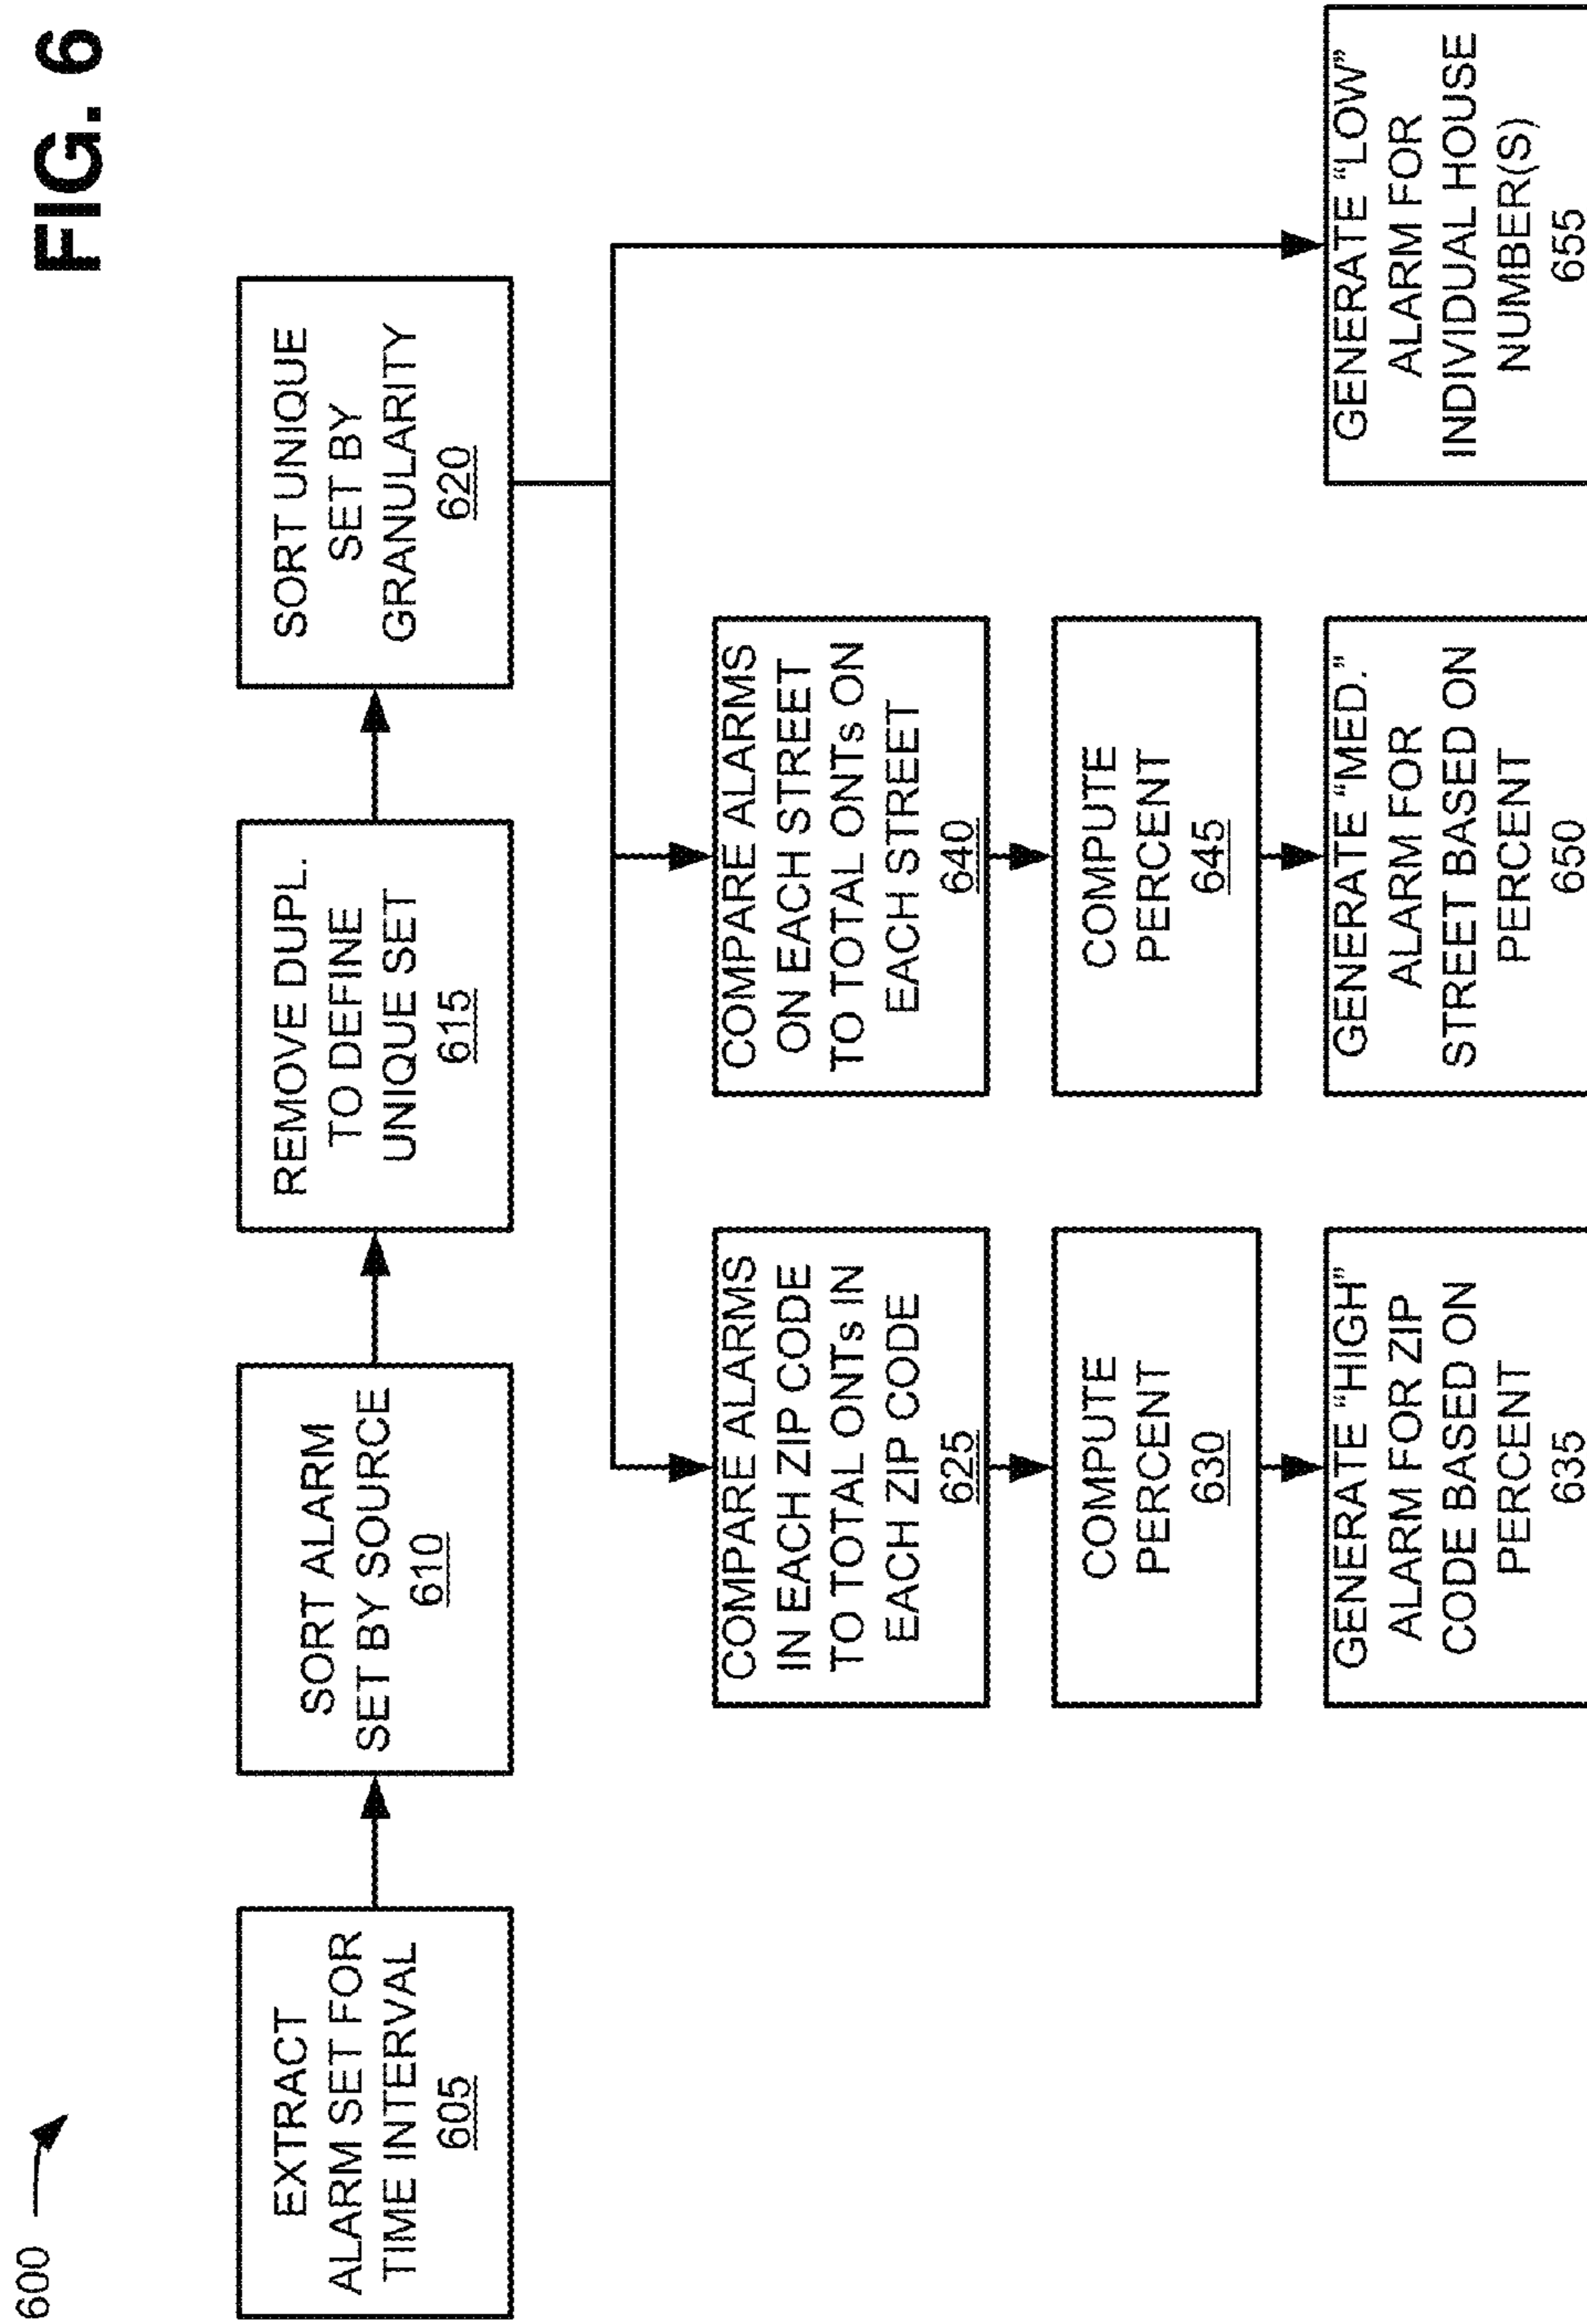 FIG. 6
600
EXTRACT
ALARM SET FOR
TIME INTERVAL
605
SORT ALARM
SET BY SOURCE
610
REMOVE DUPL.
TO DEFINE
UNIQUE SET
615
SORT UNIQUE
SET BY
GRANULARITY
620
COMPARE ALARMS
IN EACH ZIP CODE
TO TOTAL ONTs IN
EACH ZIP CODE
625
COMPUTE
PERCENT
630
GENERATE "HIGH"
ALARM FOR ZIP
CODE BASED ON
PERCENT
635
COMPARE ALARMS
ON EACH STREET
TO TOTAL ONTs ON
EACH STREET
640
COMPUTE
PERCENT
645
GENERATE "MED."
ALARM FOR
STREET BASED ON
PERCENT
650
GENERATE "LOW"
ALARM FOR
INDIVIDUAL HOUSE
NUMBER(S)
655